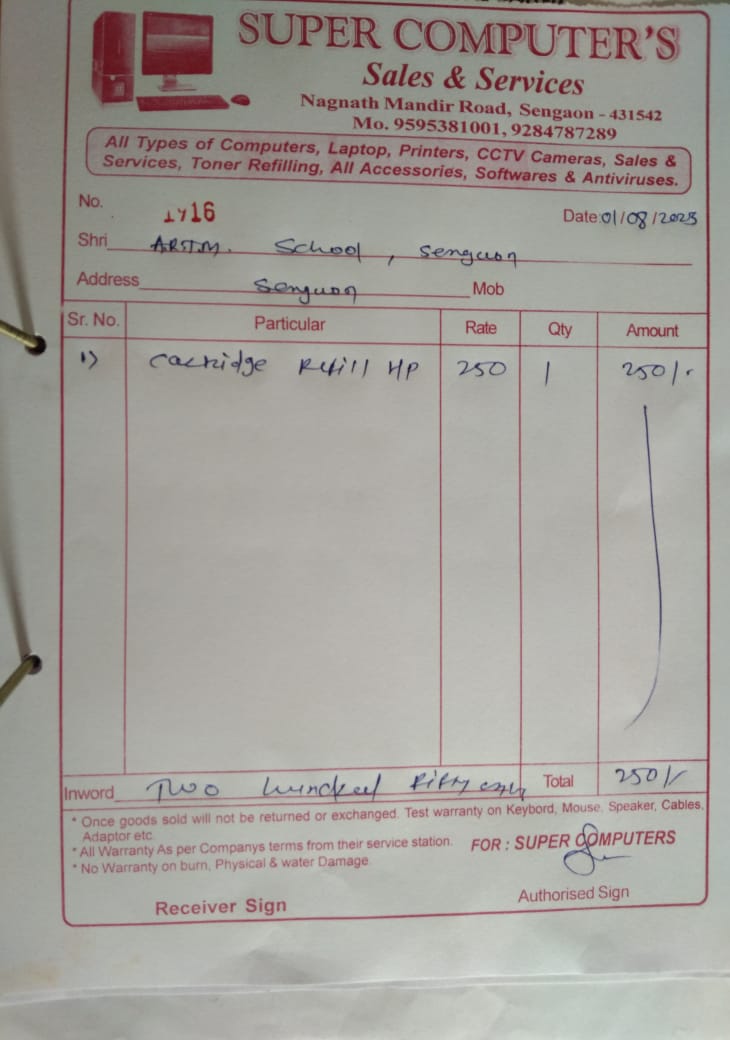 SUPER COMPUTER'S
Sales & Services
Nagnath Mandir Road, Sengaon - 431542
Mo. 9595381001, 9284787289
All Types of Computers, Laptop, Printers, CCTV Cameras, Sales &
Services, Toner Refilling, All Accessories, Softwares & Antiviruses.
No. 1416 Date:01/08/2025
Shri School, Sengaon
Address Sengaon Mob
Sr. No. Particular Rate Qty Amount
1) Catridge Refill HP 250 1 250/-
Inword Two hundred Fifty only Total 250/-
* Once goods sold will not be returned or exchanged. Test warranty on Keybord, Mouse, Speaker, Cables,
Adaptor etc.
* All Warranty As per Companys terms from their service station. FOR : SUPER COMPUTERS
* No Warranty on burn, Physical & water Damage.
Receiver Sign Authorised Sign